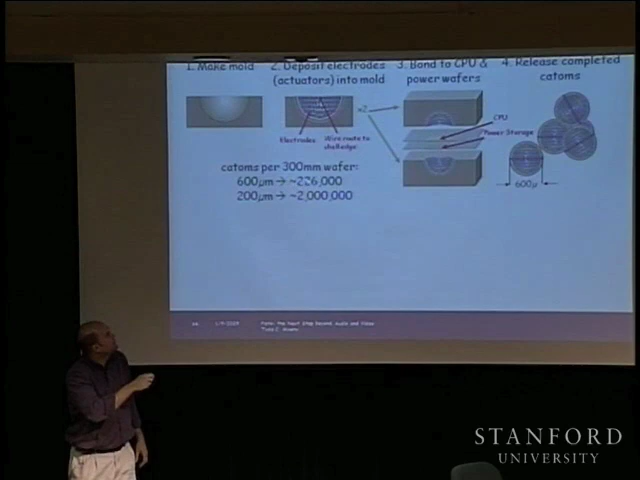 1. Make mold
2. Deposit electrodes
(actuators) into mold
3. Bond to CPU &
power wafers
4. Release completed
catoms
x2
Electrodes
Wire route to
CPU
Power Storage
600μ
catoms per 300mm wafer:
600μm → ~226,000
200μm → ~2,000,000
STANFORD
UNIVERSITY